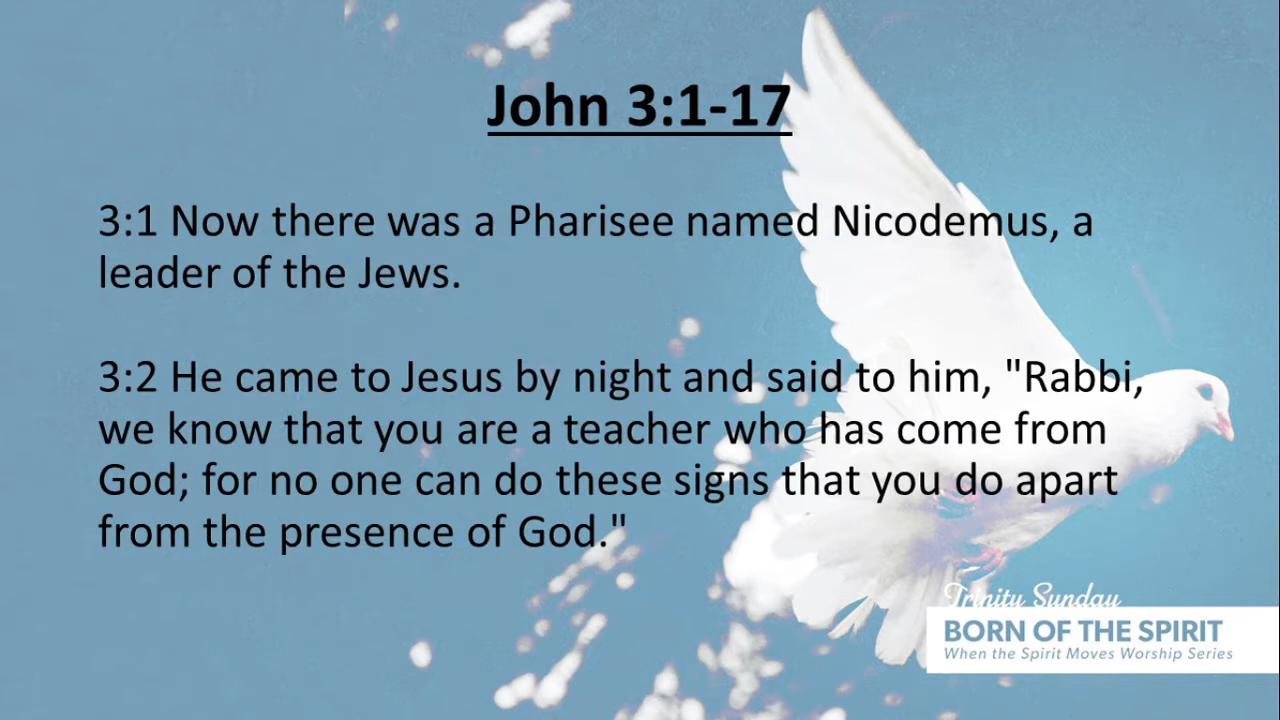 John 3:1-17
3:1 Now there was a Pharisee named Nicodemus, a
leader of the Jews.
3:2 He came to Jesus by night and said to him, "Rabbi,
we know that you are a teacher who has come from
God; for no one can do these signs that you do apart
from the presence of God."
Trinity Sunday
BORN OF THE SPIRIT
When the Spirit Moves Worship Series